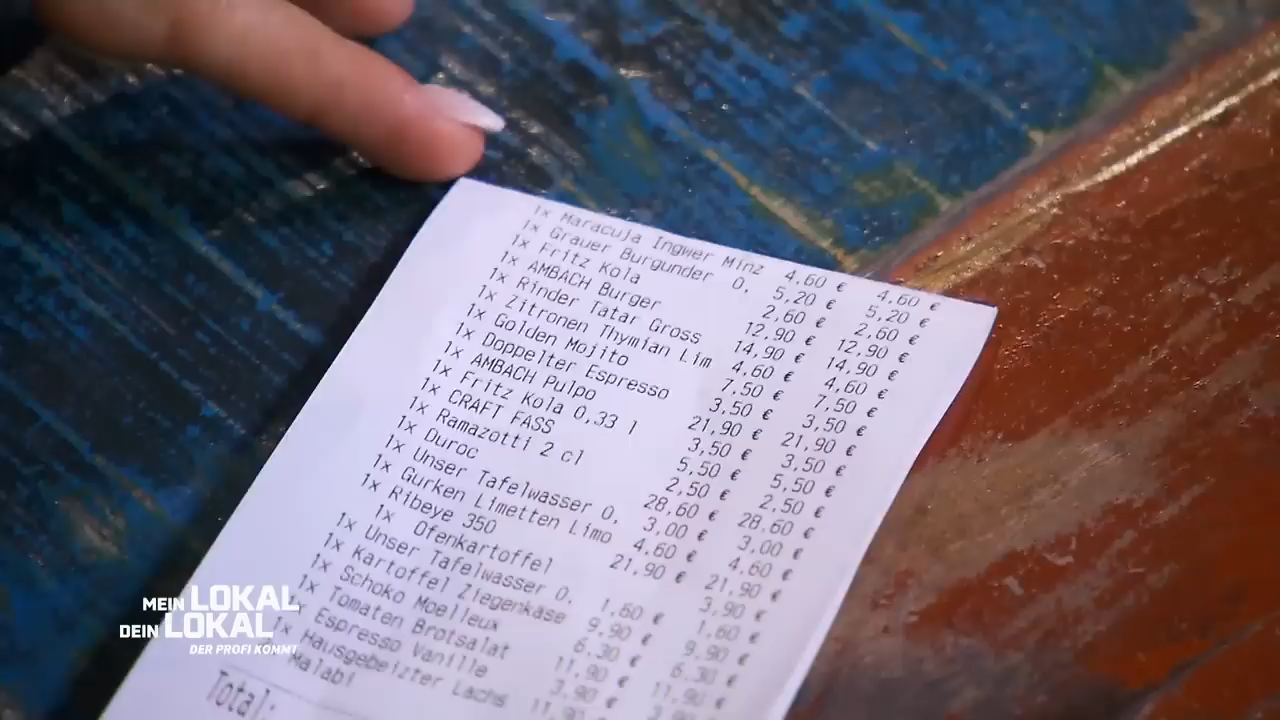 1x Maracuja Ingwer Minz 4,60 € 4,60 €
1x Grauer Burgunder 0, 5,20 € 5,20 €
1x Fritz Kola 2,60 € 2,60 €
1x AMBACH Burger 12,90 € 12,90 €
1x Rinder Tatar Gross 14,90 € 14,90 €
1x Zitronen Thymian Lim 4,60 € 4,60 €
1x Golden Mojito 7,50 € 7,50 €
1x Doppelter Espresso 3,50 € 3,50 €
1x AMBACH Pulpo 21,90 € 21,90 €
1x Fritz Kola 0,33 l 3,50 € 3,50 €
1x CRAFT FASS 5,50 € 5,50 €
1x Ramazotti 2 cl 2,50 € 2,50 €
1x Duroc 28,60 € 28,60 €
1x Unser Tafelwasser 0, 3,00 € 3,00 €
1x Gurken Limetten Limo 4,60 € 4,60 €
1x Ribeye 350 21,90 € 21,90 €
1x Ofenkartoffel 3,90 €
1x Unser Tafelwasser 0, 1,60 € 1,60 €
1x Kartoffel Ziegenkäse 9,90 € 9,90 €
1x Schoko Moelleux 6,30 € 6,30 €
1x Tomaten Brotsalat 11,90 € 11,90 €
Espresso Vanille 3,90 € 3,90
1x Hausgebeizter Lachs 11,90
Malabi
Total:
MEIN LOKAL
DEIN LOKAL
DER PROFI KOMMT